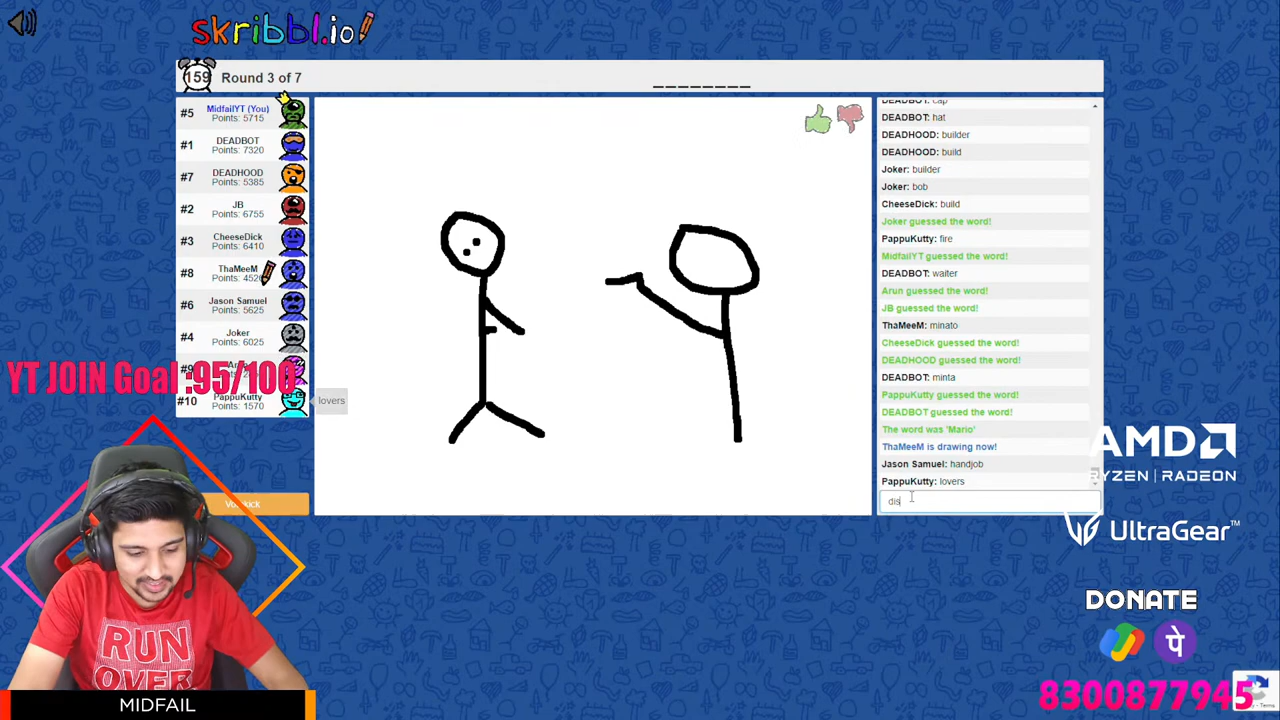 skribbl.io
159
Round 3 of 7
_ _ _ _ _ _ _ _
#5
MidfailYT (You)
Points: 5715
#1
DEADBOT
Points: 7320
#7
DEADHOOD
Points: 5385
#2
JB
Points: 6755
#3
CheeseDick
Points: 6410
#8
ThaMeeM
#6
Jason Samuel
Points: 5625
#4
Joker
Points: 6025
YT JOIN Goal :95/100
#10
PappuKutty
Points: 1570
lovers
DEADBOT: cap
DEADBOT: hat
DEADHOOD: builder
DEADHOOD: build
Joker: builder
Joker: bob
CheeseDick: build
Joker guessed the word!
PappuKutty: fire
MidfailYT guessed the word!
DEADBOT: waiter
Arun guessed the word!
JB guessed the word!
ThaMeeM: minato
CheeseDick guessed the word!
DEADHOOD guessed the word!
DEADBOT: minta
PappuKutty guessed the word!
DEADBOT guessed the word!
The word was 'Mario'
ThaMeeM is drawing now!
Jason Samuel: handjob
PappuKutty: lovers
dis
AMD
RYZEN | RADEON
UltraGear™
DONATE
पे
8300877945
RUN
OVER
MIDFAIL